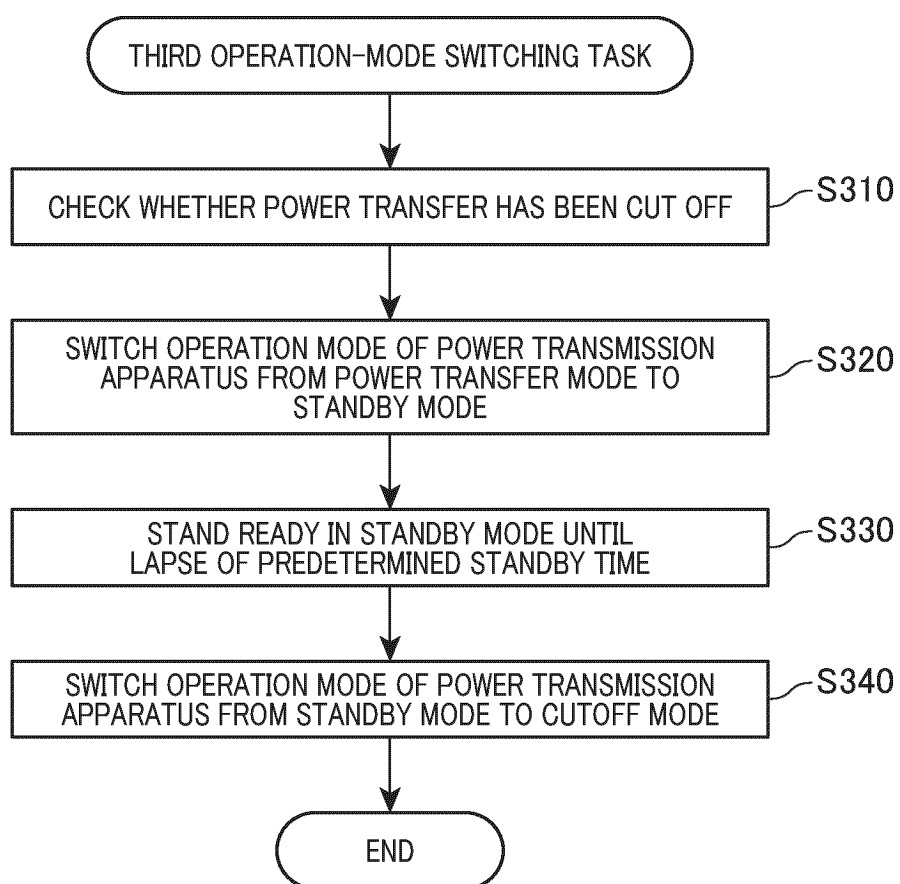 THIRD OPERATION-MODE SWITCHING TASK
CHECK WHETHER POWER TRANSFER HAS BEEN CUT OFF
S310
SWITCH OPERATION MODE OF POWER TRANSMISSION
APPARATUS FROM POWER TRANSFER MODE TO
STANDBY MODE
S320
STAND READY IN STANDBY MODE UNTIL
LAPSE OF PREDETERMINED STANDBY TIME
S330
SWITCH OPERATION MODE OF POWER TRANSMISSION
APPARATUS FROM STANDBY MODE TO CUTOFF MODE
S340
END